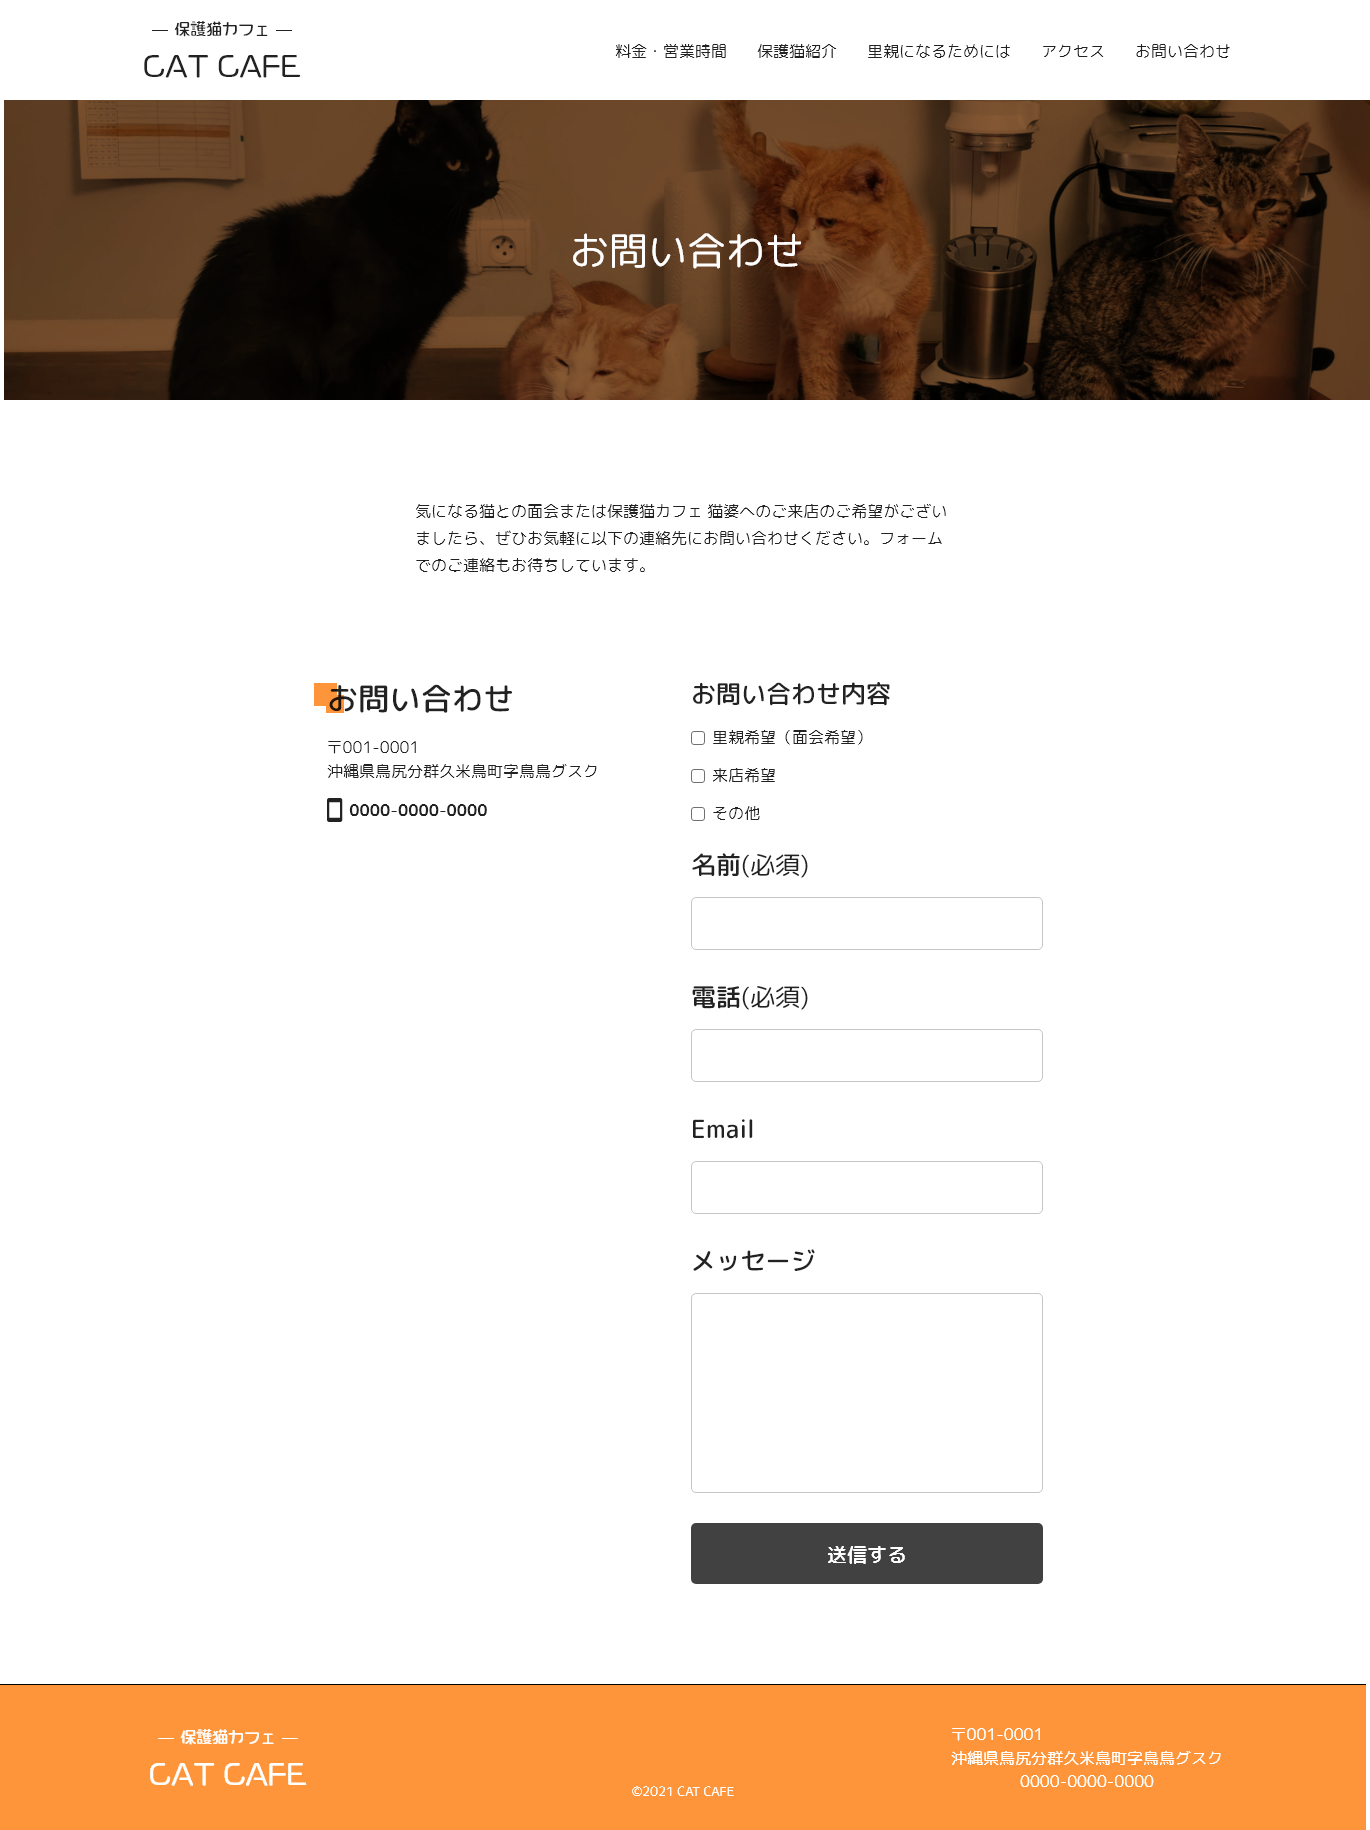 — 保護猫カフェ —
CAT CAFE
料金・営業時間 保護猫紹介 里親になるためには アクセス お問い合わせ
お問い合わせ
気になる猫との面会または保護猫カフェ 猫婆へのご来店のご希望がござい
ましたら、ぜひお気軽に以下の連絡先にお問い合わせください。フォーム
でのご連絡もお待ちしています。
お問い合わせ
〒001-0001
沖縄県鳥尻分群久米鳥町字鳥鳥グスク
0000-0000-0000
お問い合わせ内容
里親希望（面会希望）
来店希望
その他
名前(必須)
電話(必須)
Email
メッセージ
送信する
— 保護猫カフェ —
CAT CAFE
©2021 CAT CAFE
〒001-0001
沖縄県鳥尻分群久米鳥町字鳥鳥グスク
0000-0000-0000